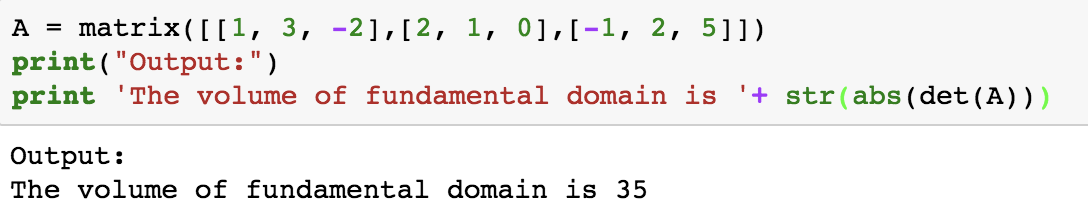 A = matrix([[1, 3, -2],[2, 1, 0],[-1, 2, 5]])
print("Output:")
print 'The volume of fundamental domain is '+ str(abs(det(A)))
Output:
The volume of fundamental domain is 35